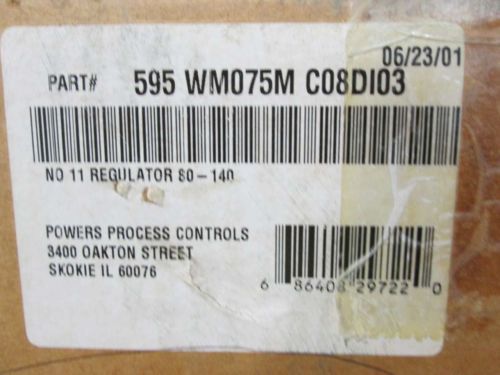 06/23/01
PART# 595 WM075M C08DI03
NO 11 REGULATOR 80-140
POWERS PROCESS CONTROLS
3400 OAKTON STREET
SKOKIE IL 60076
6 86408 29722 0